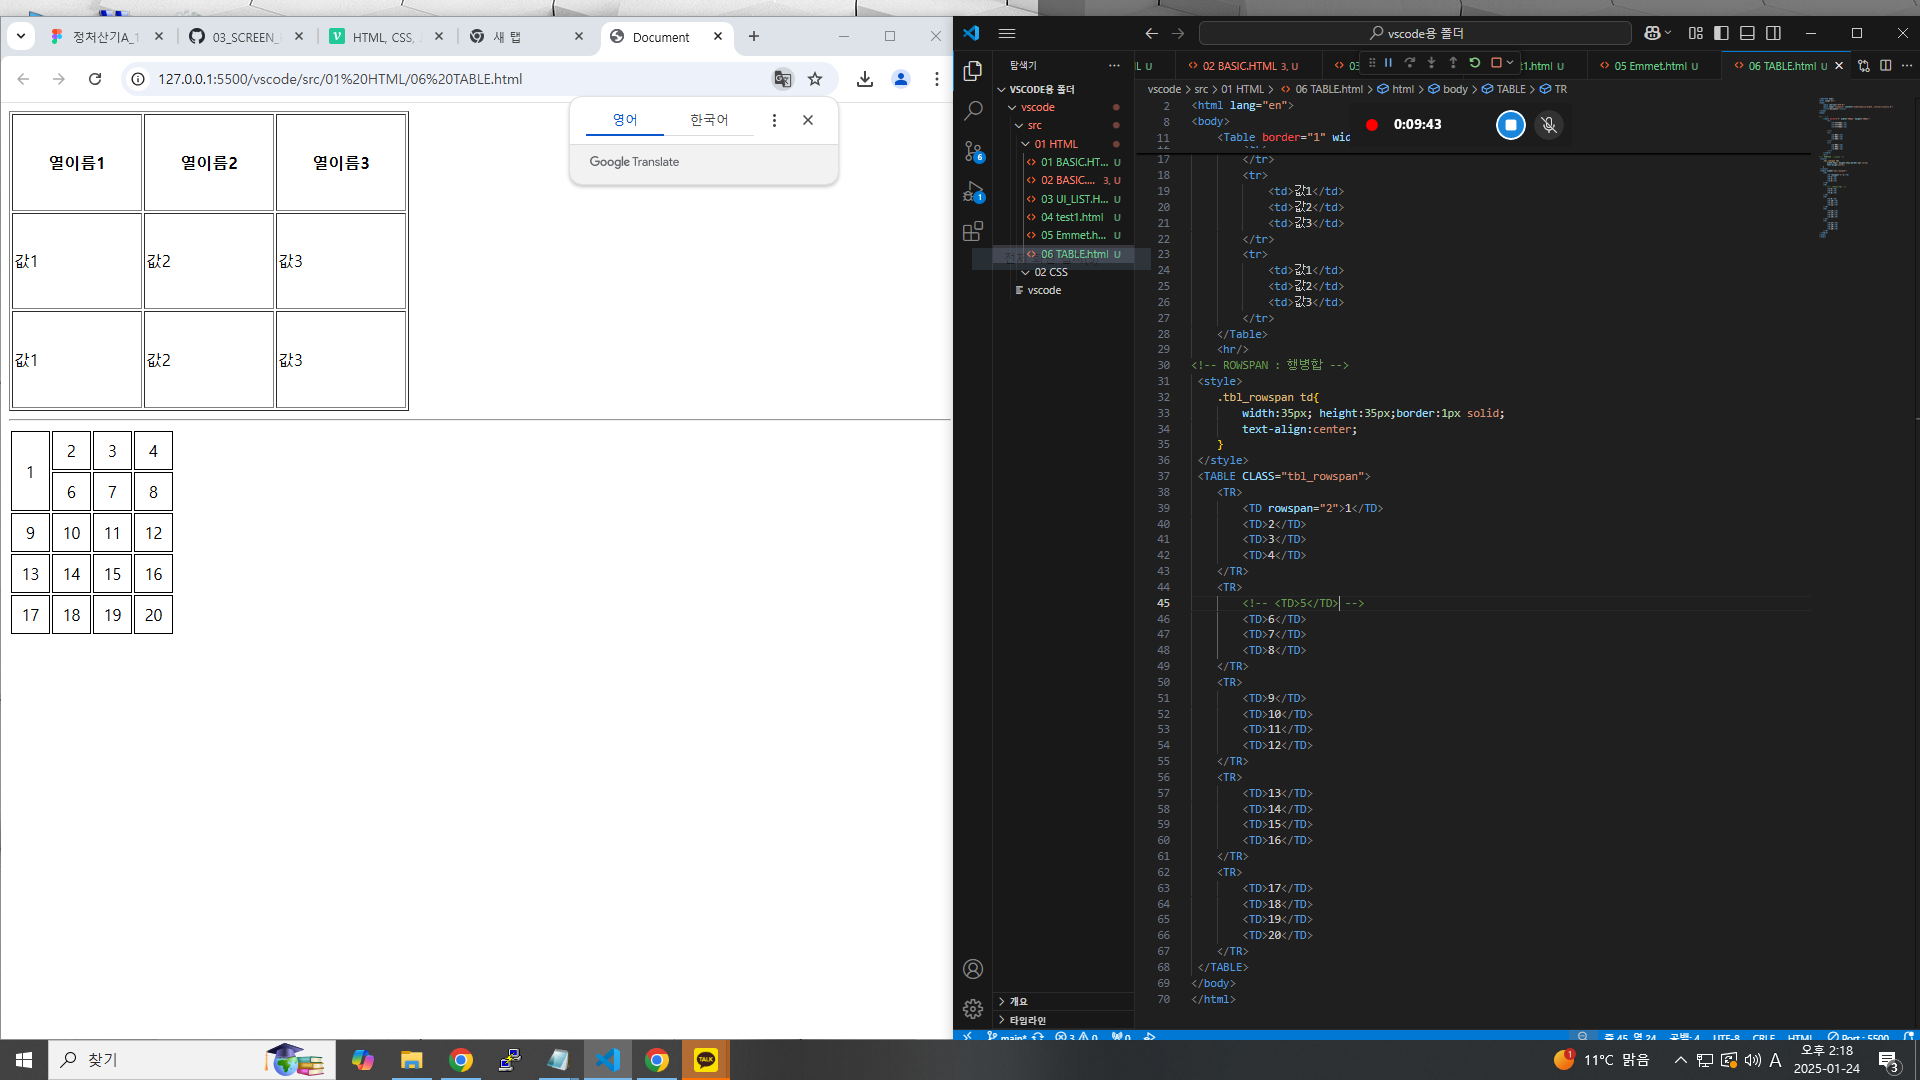 정처산기A_1
03_SCREEN_
HTML, CSS, J
새 탭
Document
127.0.0.1:5500/vscode/src/01%20HTML/06%20TABLE.html
영어
한국어
Google Translate
열이름1 열이름2 열이름3
값1 값2 값3
값1 값2 값3
1 2 3 4
6 7 8
9 10 11 12
13 14 15 16
17 18 19 20
vscode용 폴더
탐색기
VSCODE용 폴더
vscode
src
01 HTML
01 BASIC.HT... U
02 BASIC.... 3, U
03 UI_LIST.H... U
04 test1.html U
05 Emmet.h... U
06 TABLE.html U
02 CSS
vscode
개요
타임라인
02 BASIC.HTML 3, U
05 Emmet.html U
06 TABLE.html U
vscode > src > 01 HTML > 06 TABLE.html > html > body > TABLE > TR
0:09:43
2 <html lang="en">
8 <body>
11 <Table border="1" wid
17 </tr>
18 <tr>
19 <td>값1</td>
20 <td>값2</td>
21 <td>값3</td>
22 </tr>
23 <tr>
24 <td>값1</td>
25 <td>값2</td>
26 <td>값3</td>
27 </tr>
28 </Table>
29 <hr/>
30 <!-- ROWSPAN : 행병합 -->
31 <style>
32 .tbl_rowspan td{
33 width:35px; height:35px;border:1px solid;
34 text-align:center;
35 }
36 </style>
37 <TABLE CLASS="tbl_rowspan">
38 <TR>
39 <TD rowspan="2">1</TD>
40 <TD>2</TD>
41 <TD>3</TD>
42 <TD>4</TD>
43 </TR>
44 <TR>
45 <!-- <TD>5</TD> -->
46 <TD>6</TD>
47 <TD>7</TD>
48 <TD>8</TD>
49 </TR>
50 <TR>
51 <TD>9</TD>
52 <TD>10</TD>
53 <TD>11</TD>
54 <TD>12</TD>
55 </TR>
56 <TR>
57 <TD>13</TD>
58 <TD>14</TD>
59 <TD>15</TD>
60 <TD>16</TD>
61 </TR>
62 <TR>
63 <TD>17</TD>
64 <TD>18</TD>
65 <TD>19</TD>
66 <TD>20</TD>
67 </TR>
68 </TABLE>
69 </body>
70 </html>
main* 3 0 0 줄 45, 열 24 공백: 4 UTF-8 CRLF HTML Port : 5500
찾기
TALK
11°C 맑음
A
오후 2:18
2025-01-24
3